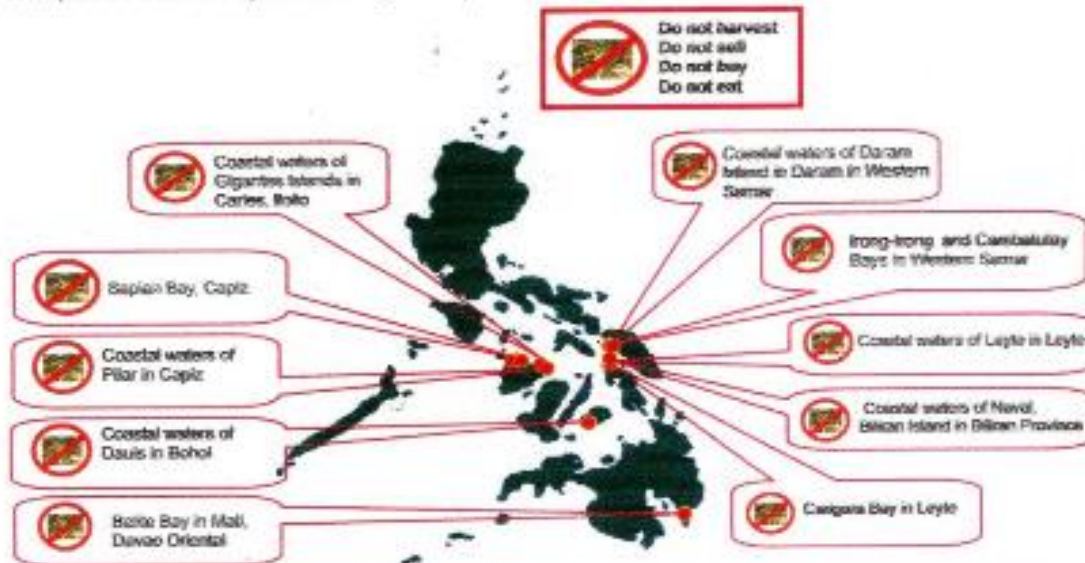 Do not harvest
Do not sell
Do not buy
Do not eat
Coastal waters of
Gigantes Islands in
Carles, Iloilo
Coastal waters of Daram
Island in Daram in Western
Samar
Irong-Irong and Cambatutay
Bays in Western Samar
Sapian Bay, Capiz
Coastal waters of Leyte in Leyte
Coastal waters of
Pilar in Capiz
Coastal waters of Naval,
Biliran Island in Biliran Province
Coastal waters of
Dauis in Bohol
Carigara Bay in Leyte
Balite Bay in Mati,
Davao Oriental